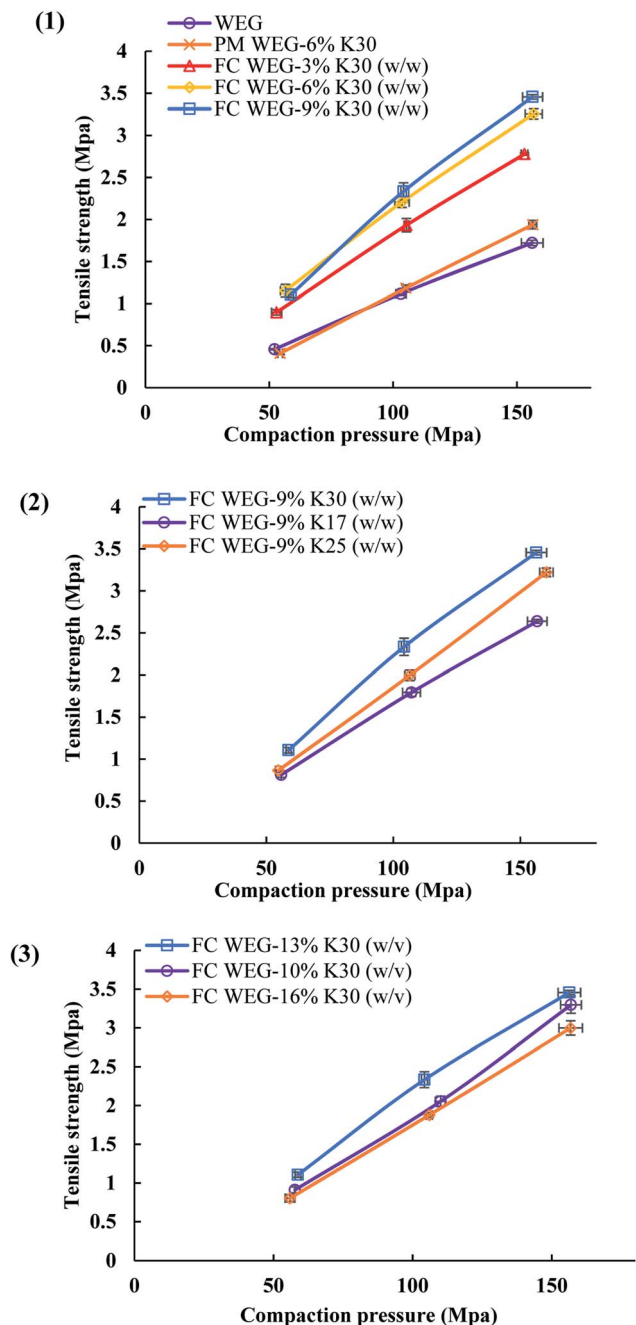 (1)
WEG
PM WEG-6% K30
FC WEG-3% K30 (w/w)
FC WEG-6% K30 (w/w)
FC WEG-9% K30 (w/w)
Tensile strength (Mpa)
4
3.5
3
2.5
2
1.5
1
0.5
0
0 50 100 150
Compaction pressure (Mpa)
(2)
FC WEG-9% K30 (w/w)
FC WEG-9% K17 (w/w)
FC WEG-9% K25 (w/w)
Tensile strength (Mpa)
4
3.5
3
2.5
2
1.5
1
0.5
0
0 50 100 150
Compaction pressure (Mpa)
(3)
FC WEG-13% K30 (w/v)
FC WEG-10% K30 (w/v)
FC WEG-16% K30 (w/v)
Tensile strength (Mpa)
4
3.5
3
2.5
2
1.5
1
0.5
0
0 50 100 150
Compaction pressure (Mpa)